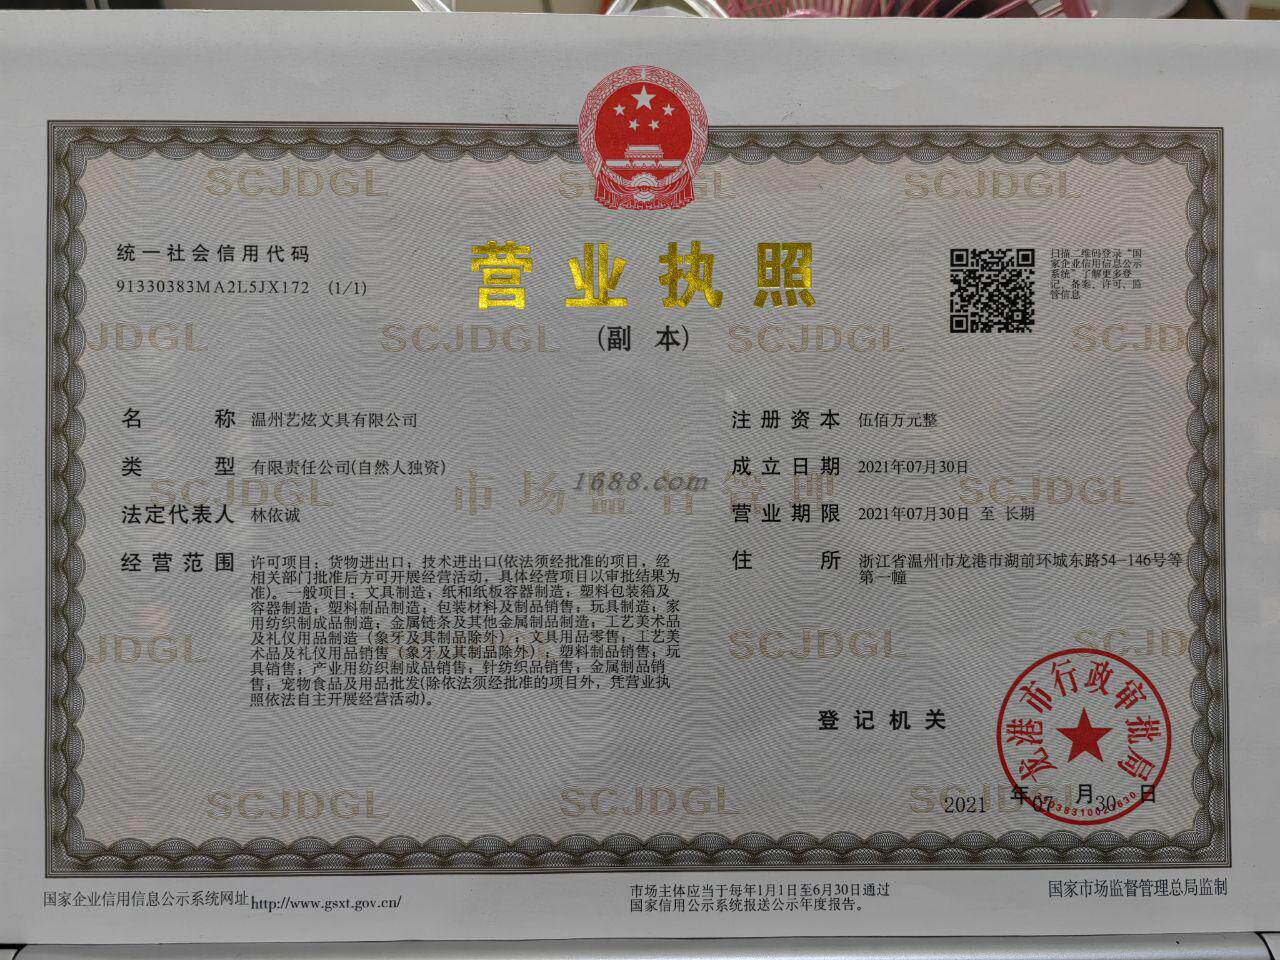 统一社会信用代码
91330383MA2L5JX172 (1/1)
营业执照
(副 本)
扫描二维码登录“国
家企业信用信息公示
系统”了解更多登
记、备案、许可、监
管信息
名 称 温州艺炫文具有限公司
类 型 有限责任公司(自然人独资)
法定代表人 林依诚
经营范围 许可项目：货物进出口；技术进出口(依法须经批准的项目，经
相关部门批准后方可开展经营活动，具体经营项目以审批结果为
准)。一般项目：文具制造；纸和纸板容器制造；塑料包装箱及
容器制造；塑料制品制造；包装材料及制品销售；玩具制造；家
用纺织制成品制造；金属链条及其他金属制品制造；工艺美术品
及礼仪用品制造（象牙及其制品除外）；文具用品零售；工艺美
术品及礼仪用品销售（象牙及其制品除外）；塑料制品销售；玩
具销售；产业用纺织制成品销售；针纺织品销售；金属制品销
售；宠物食品及用品批发(除依法须经批准的项目外，凭营业执
照依法自主开展经营活动)。
注册资本 伍佰万元整
成立日期 2021年07月30日
营业期限 2021年07月30日 至 长期
住 所 浙江省温州市龙港市湖前环城东路54-146号等
第一幢
1688.com
市场监督管理
SCJDGL
登记机关
龙港市行政审批局
2021 年 07 月 30 日
国家企业信用信息公示系统网址http://www.gsxt.gov.cn/
市场主体应当于每年1月1日至6月30日通过
国家信用公示系统报送公示年度报告。
国家市场监督管理总局监制